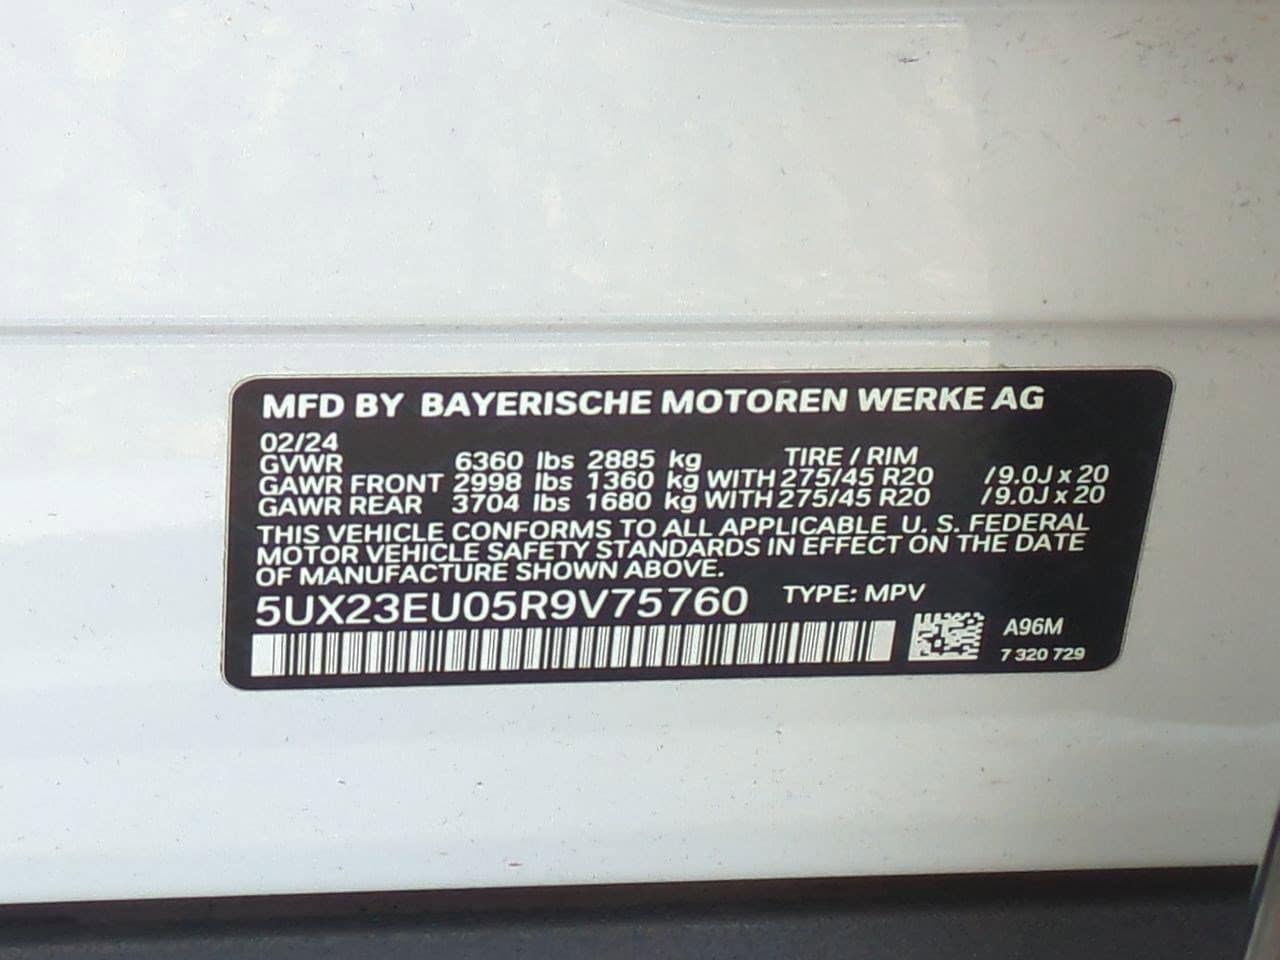 MFD BY BAYERISCHE MOTOREN WERKE AG
02/24
GVWR 6360 lbs 2885 kg TIRE / RIM
GAWR FRONT 2998 lbs 1360 kg WITH 275/45 R20 / 9.0J x 20
GAWR REAR 3704 lbs 1680 kg WITH 275/45 R20 / 9.0J x 20
THIS VEHICLE CONFORMS TO ALL APPLICABLE U. S. FEDERAL
MOTOR VEHICLE SAFETY STANDARDS IN EFFECT ON THE DATE
OF MANUFACTURE SHOWN ABOVE.
5UX23EU05R9V75760 TYPE: MPV
A96M
7 320 729